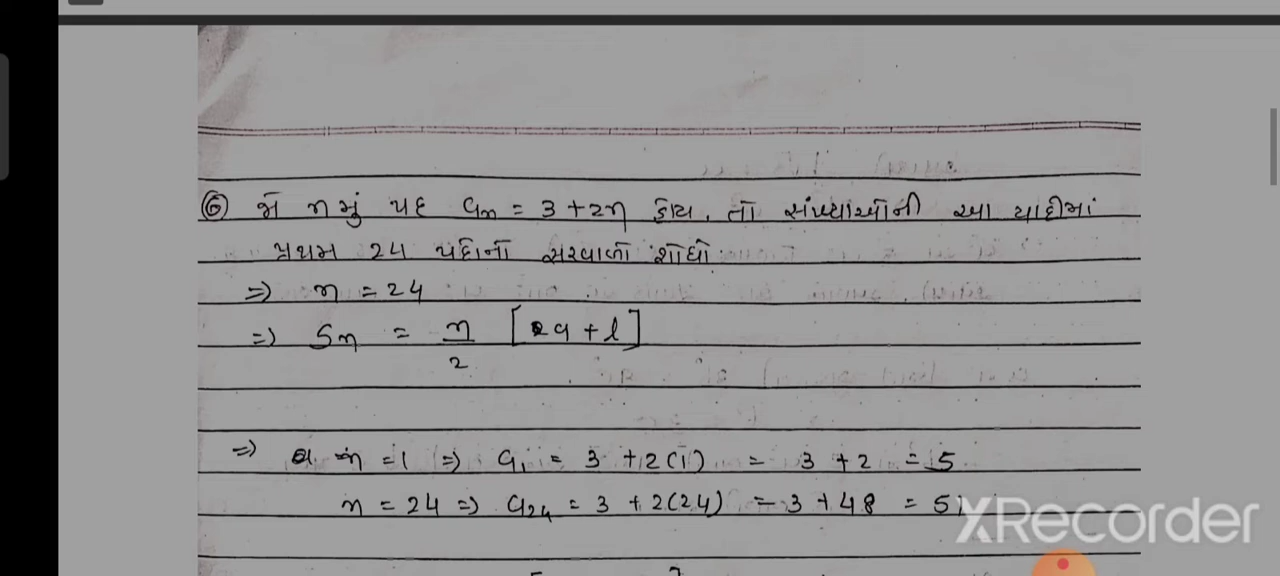 ⑥ જો n મું પદ an = 3 + 2n હોય, તો સંખ્યાઓની આ યાદીમાં
પ્રથમ 24 પદોનો સરવાળો શોધો.
=> n = 24
=> Sn = n/2 [a + l]
=> n = 1 => a₁ = 3 + 2(1) = 3 + 2 = 5
n = 24 => a₂₄ = 3 + 2(24) = 3 + 48 = 51
XRecorder